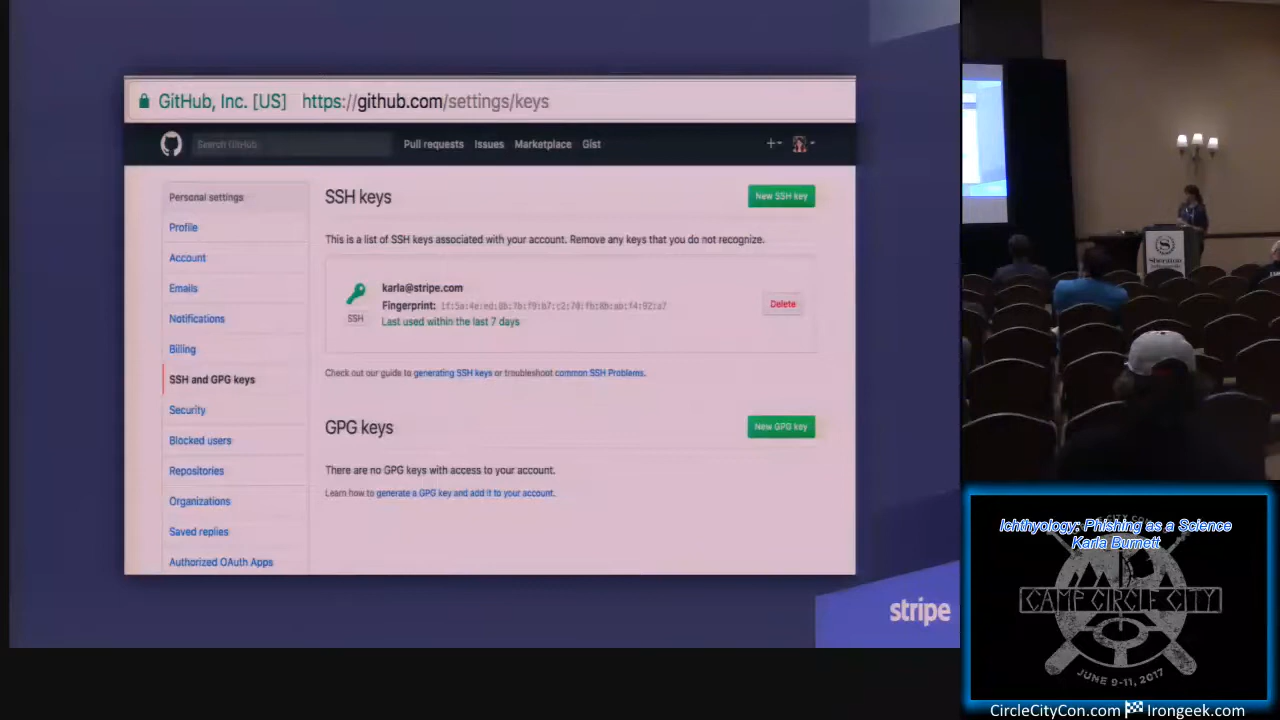 GitHub, Inc. [US] https://github.com/settings/keys
Search GitHub
Pull requests Issues Marketplace Gist
Personal settings
Profile
Account
Emails
Notifications
Billing
SSH and GPG keys
Security
Blocked users
Repositories
Organizations
Saved replies
Authorized OAuth Apps
SSH keys
New SSH key
This is a list of SSH keys associated with your account. Remove any keys that you do not recognize.
karla@stripe.com
Fingerprint:
Last used within the last 7 days
SSH
Delete
Check out our guide to generating SSH keys or troubleshoot common SSH Problems.
GPG keys
New GPG key
There are no GPG keys with access to your account.
Learn how to generate a GPG key and add it to your account.
stripe
Sheraton
Ichthyology: Phishing as a Science
Karla Burnett
CAMP CIRCLE CITY
JUNE 9-11, 2017
CircleCityCon.com Irongeek.com